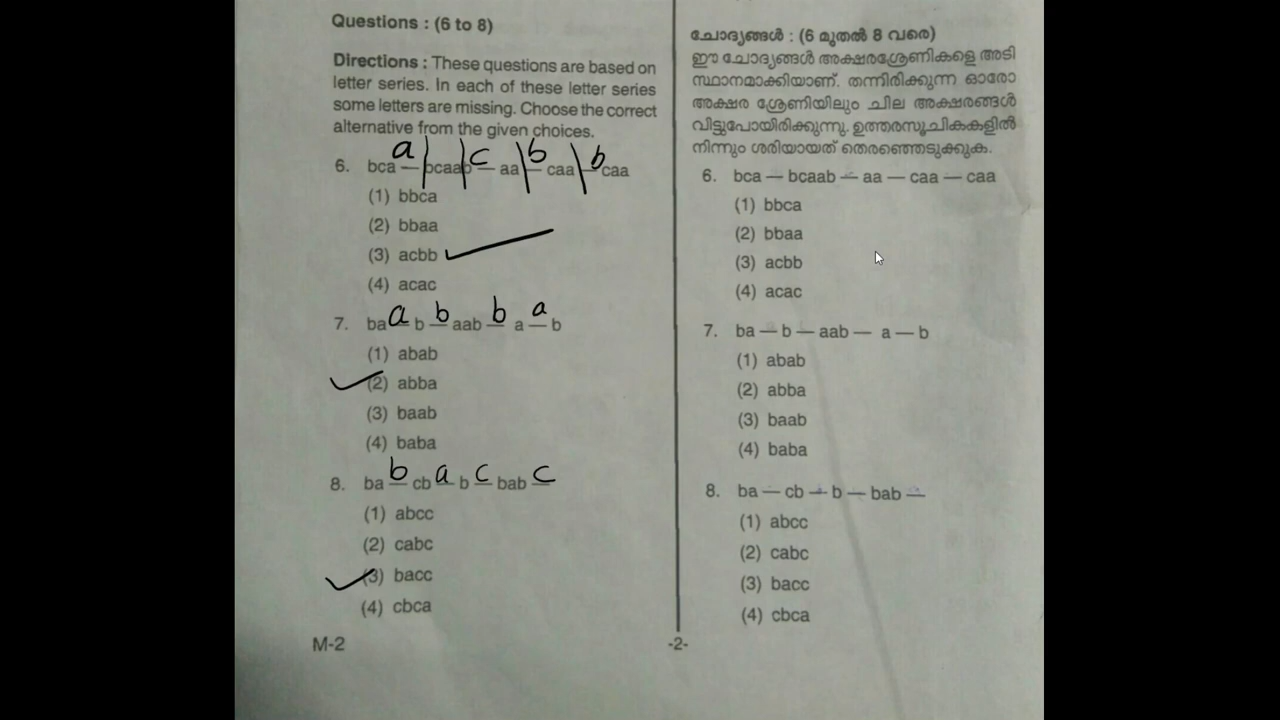 Questions : (6 to 8)
Directions : These questions are based on
letter series. In each of these letter series
some letters are missing. Choose the correct
alternative from the given choices.
6. bca a bcaab c aa b caa b caa
(1) bbca
(2) bbaa
(3) acbb
(4) acac
7. ba a b b aab b a a b
(1) abab
(2) abba
(3) baab
(4) baba
8. ba b cb a b c bab c
(1) abcc
(2) cabc
(3) bacc
(4) cbca
M-2
-2-
ചോദ്യങ്ങൾ : (6 മുതൽ 8 വരെ)
ഈ ചോദ്യങ്ങൾ അക്ഷരശ്രേണികളെ അടി
സ്ഥാനമാക്കിയാണ്. തന്നിരിക്കുന്ന ഓരോ
അക്ഷര ശ്രേണിയിലും ചില അക്ഷരങ്ങൾ
വിട്ടുപോയിരിക്കുന്നു. ഉത്തരസൂചികകളിൽ
നിന്നും ശരിയായത് തെരഞ്ഞെടുക്കുക.
6. bca — bcaab — aa — caa — caa
(1) bbca
(2) bbaa
(3) acbb
(4) acac
7. ba — b — aab — a — b
(1) abab
(2) abba
(3) baab
(4) baba
8. ba — cb — b — bab —
(1) abcc
(2) cabc
(3) bacc
(4) cbca